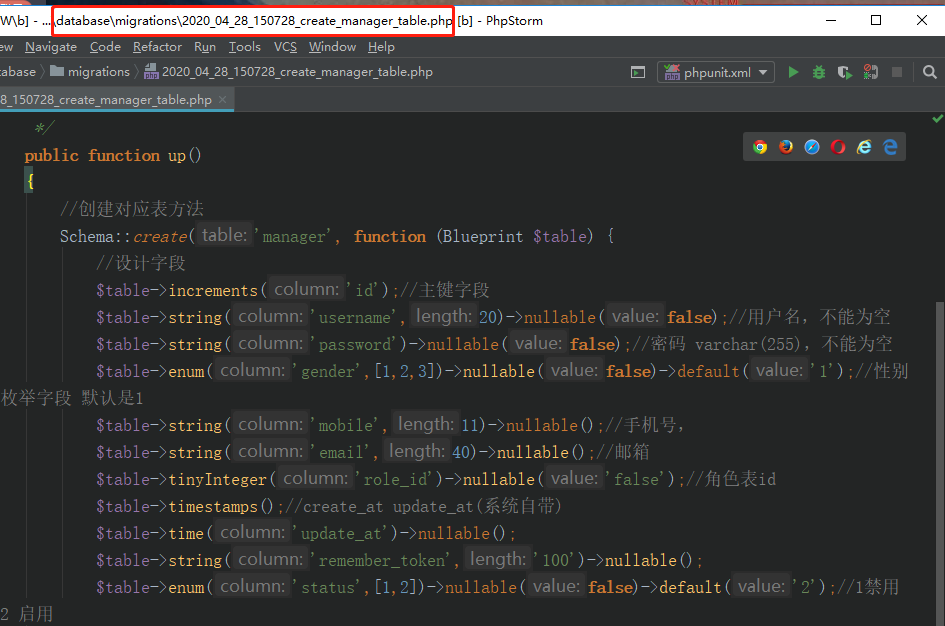 W\b] - ...\database\migrations\2020_04_28_150728_create_manager_table.php [b] - PhpStorm
ew Navigate Code Refactor Run Tools VCS Window Help
tabase migrations 2020_04_28_150728_create_manager_table.php phpunit.xml
8_150728_create_manager_table.php ×
*/
public function up()
{
//创建对应表方法
Schema::create( table: 'manager', function (Blueprint $table) {
//设计字段
$table->increments( column: 'id');//主键字段
$table->string( column: 'username', length: 20)->nullable( value: false);//用户名，不能为空
$table->string( column: 'password')->nullable( value: false);//密码 varchar(255)，不能为空
$table->enum( column: 'gender',[1,2,3])->nullable( value: false)->default( value: '1');//性别
枚举字段 默认是1
$table->string( column: 'mobile', length: 11)->nullable();//手机号，
$table->string( column: 'email', length: 40)->nullable();//邮箱
$table->tinyInteger( column: 'role_id')->nullable( value: 'false');//角色表id
$table->timestamps();//create_at update_at(系统自带)
$table->time( column: 'update_at')->nullable();
$table->string( column: 'remember_token', length: '100')->nullable();
$table->enum( column: 'status',[1,2])->nullable( value: false)->default( value: '2');//1禁用
2 启用